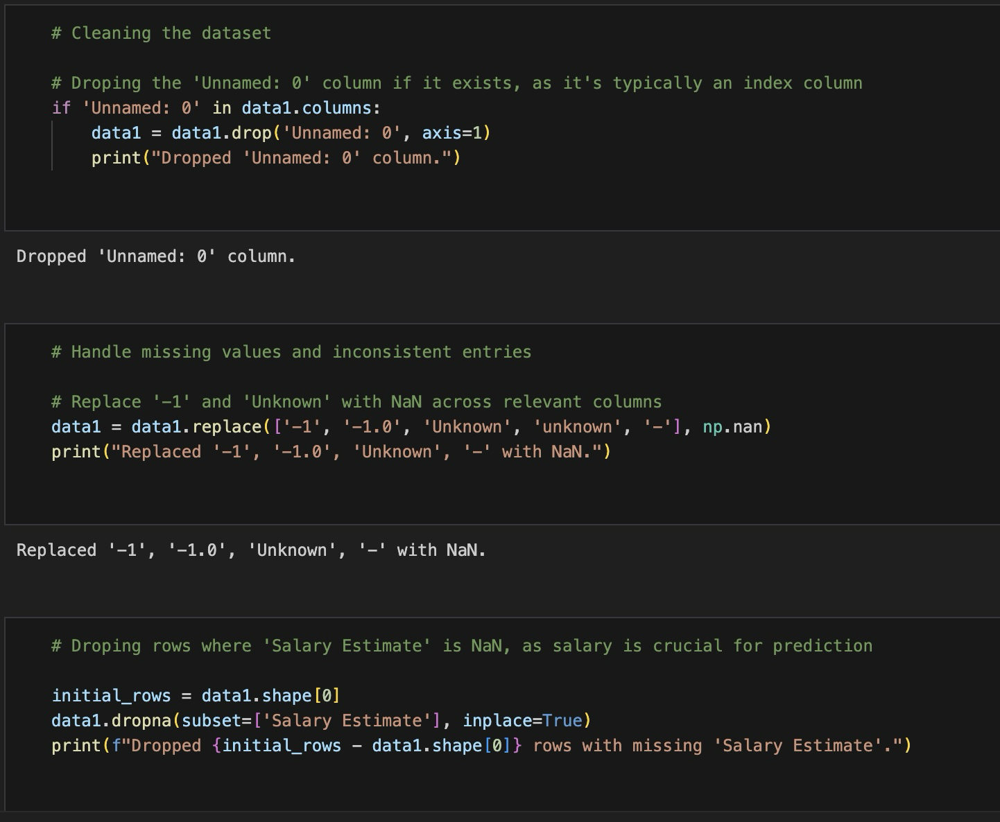 # Cleaning the dataset
# Droping the 'Unnamed: 0' column if it exists, as it's typically an index column
if 'Unnamed: 0' in data1.columns:
    data1 = data1.drop('Unnamed: 0', axis=1)
    print("Dropped 'Unnamed: 0' column.")
Dropped 'Unnamed: 0' column.
# Handle missing values and inconsistent entries
# Replace '-1' and 'Unknown' with NaN across relevant columns
data1 = data1.replace(['-1', '-1.0', 'Unknown', 'unknown', '-'], np.nan)
print("Replaced '-1', '-1.0', 'Unknown', '-' with NaN.")
Replaced '-1', '-1.0', 'Unknown', '-' with NaN.
# Droping rows where 'Salary Estimate' is NaN, as salary is crucial for prediction
initial_rows = data1.shape[0]
data1.dropna(subset=['Salary Estimate'], inplace=True)
print(f"Dropped {initial_rows - data1.shape[0]} rows with missing 'Salary Estimate'.")